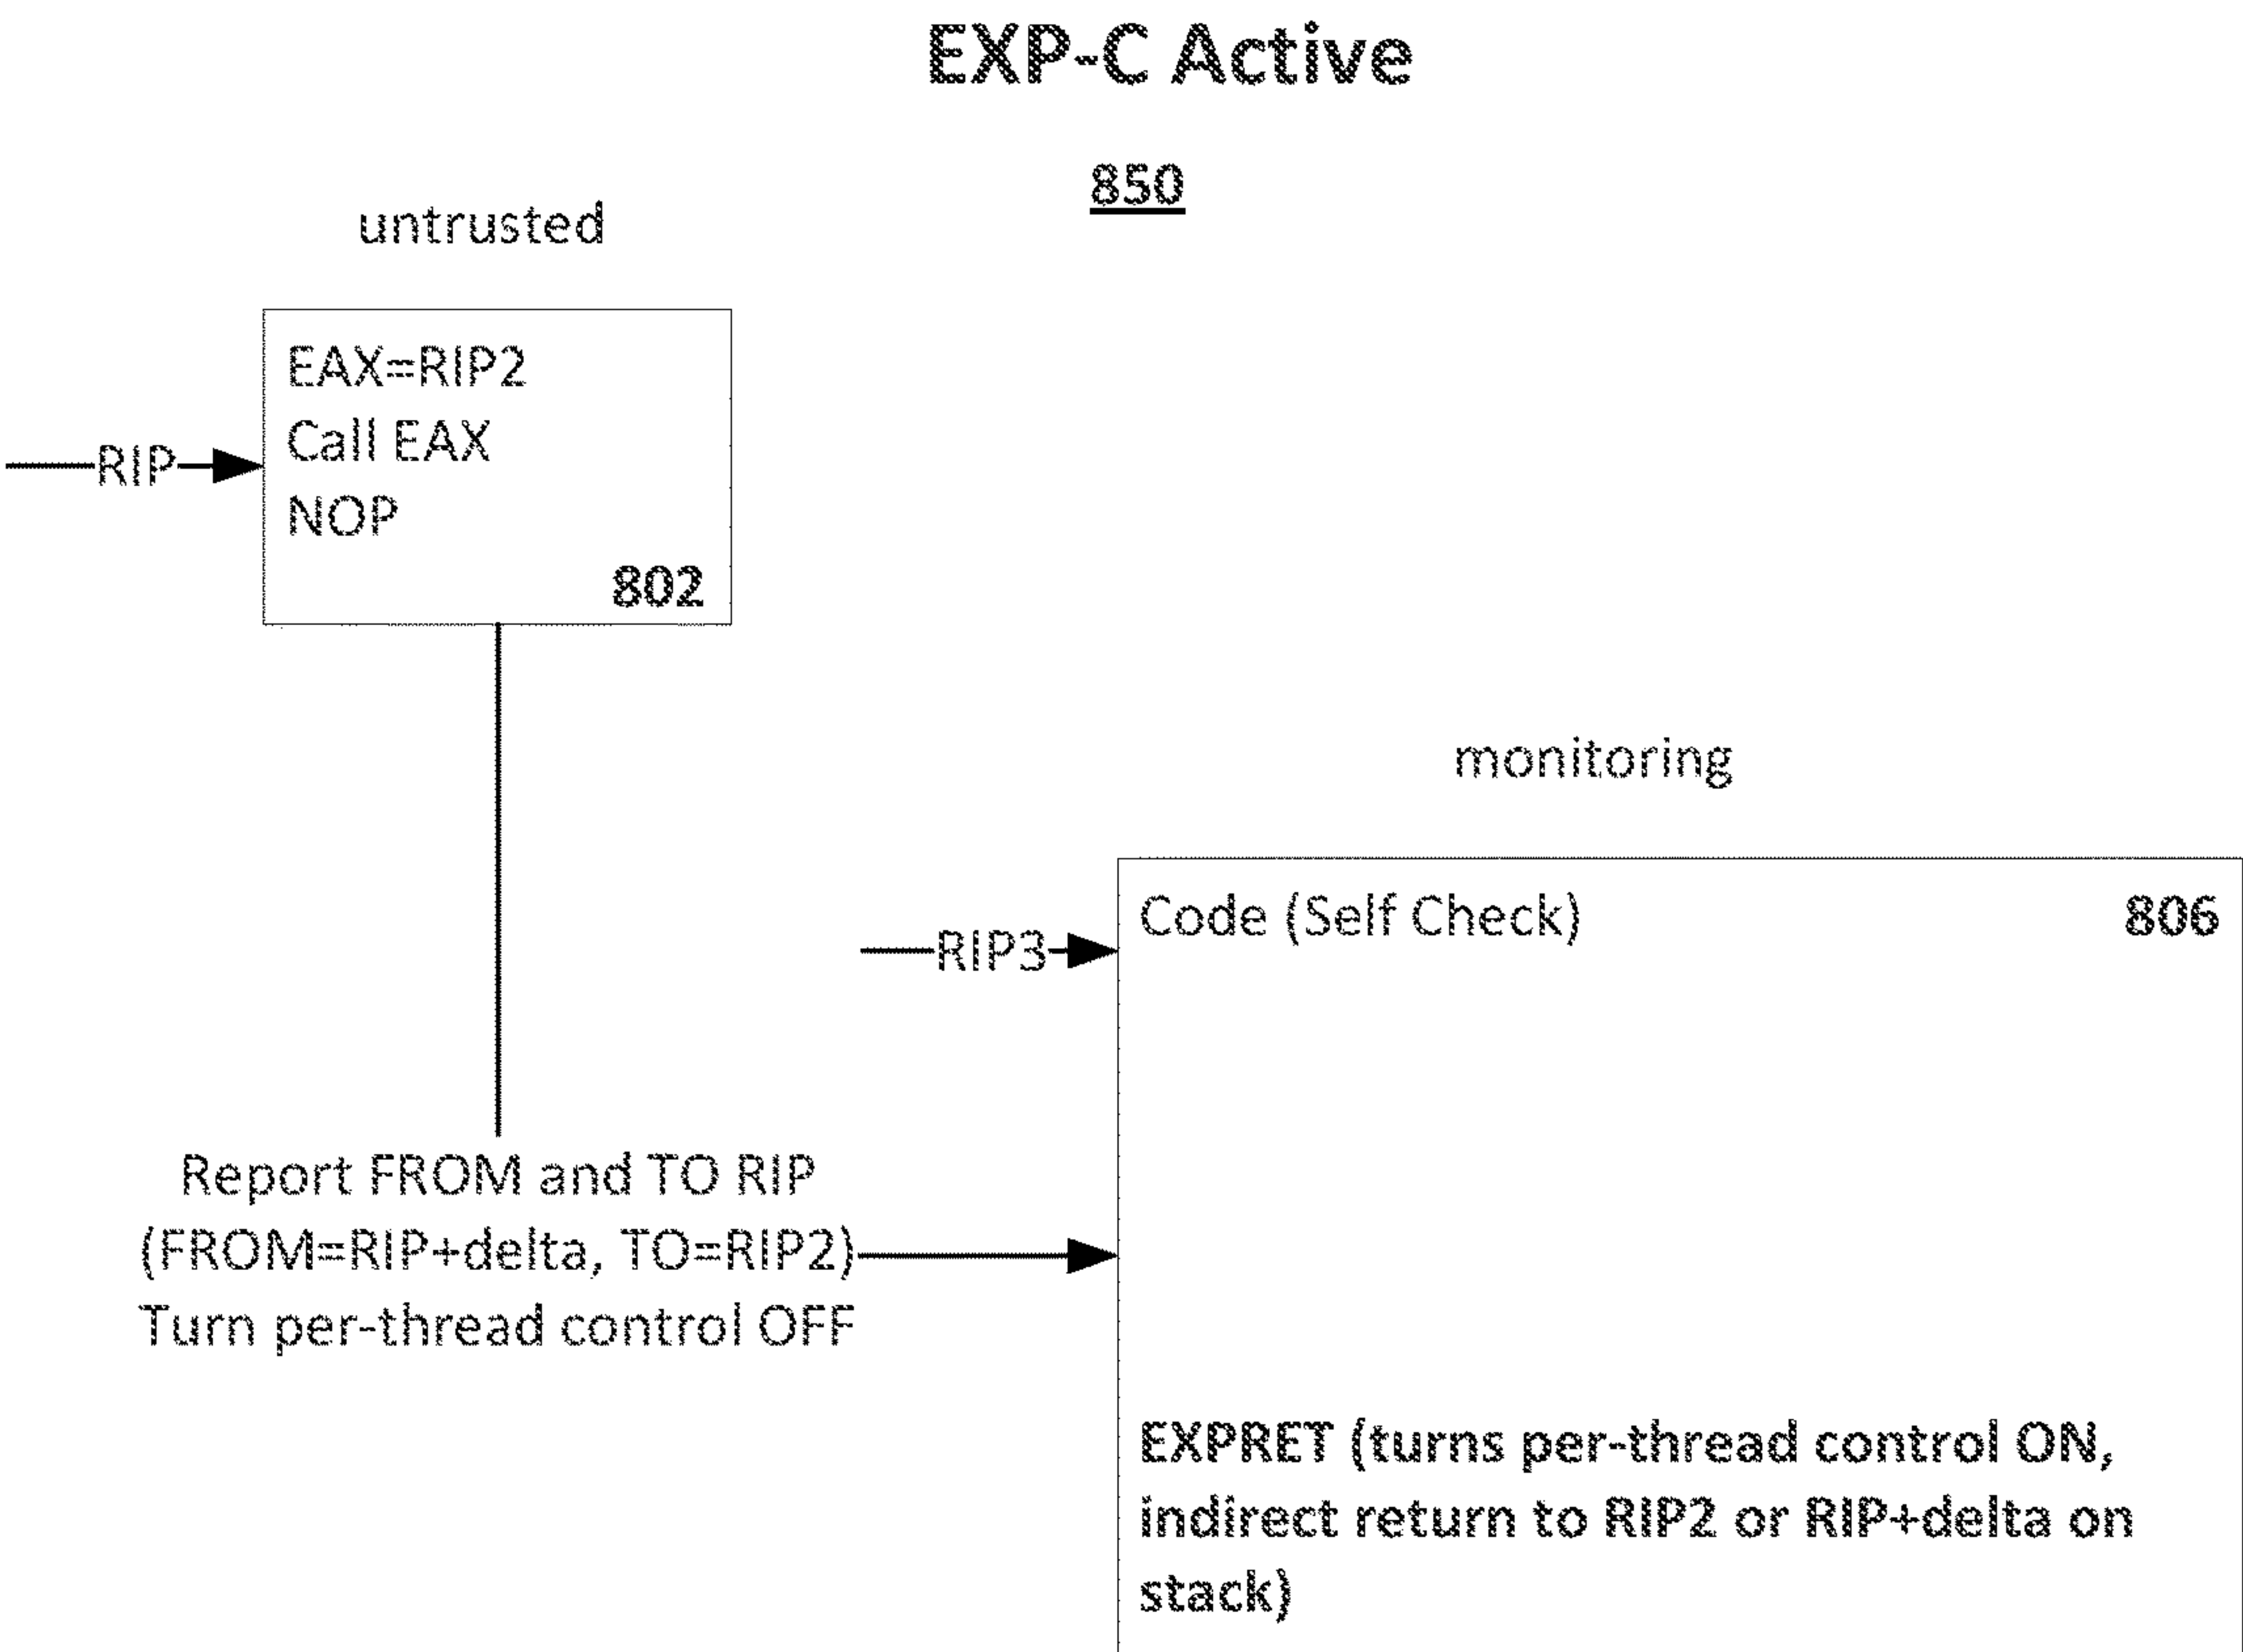 EXP-C Active
850
untrusted
EAX=RIP2
Call EAX
NOP
802
RIP
monitoring
Code (Self Check)
806
RIP3
Report FROM and TO RIP
(FROM=RIP+delta, TO=RIP2)
Turn per-thread control OFF
EXPRET (turns per-thread control ON,
indirect return to RIP2 or RIP+delta on
stack)